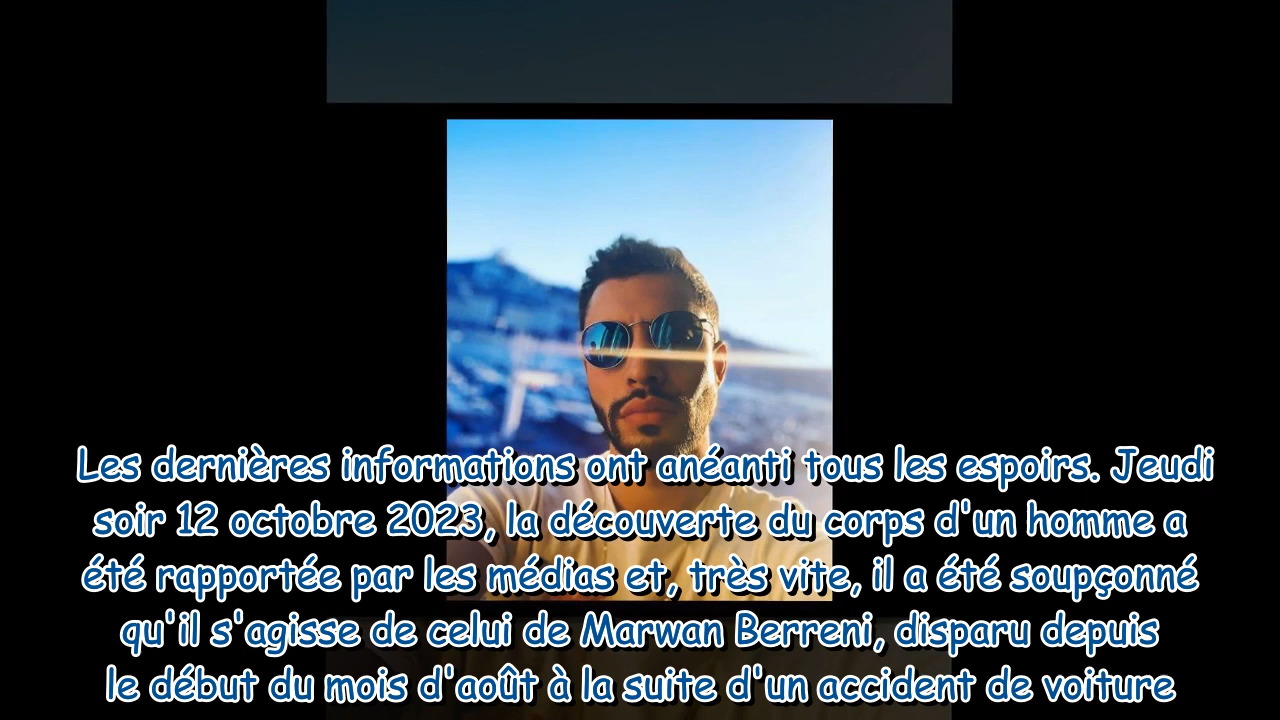 Les dernières informations ont anéanti tous les espoirs. Jeudi
soir 12 octobre 2023, la découverte du corps d'un homme a
été rapportée par les médias et, très vite, il a été soupçonné
qu'il s'agisse de celui de Marwan Berreni, disparu depuis
le début du mois d'août à la suite d'un accident de voiture